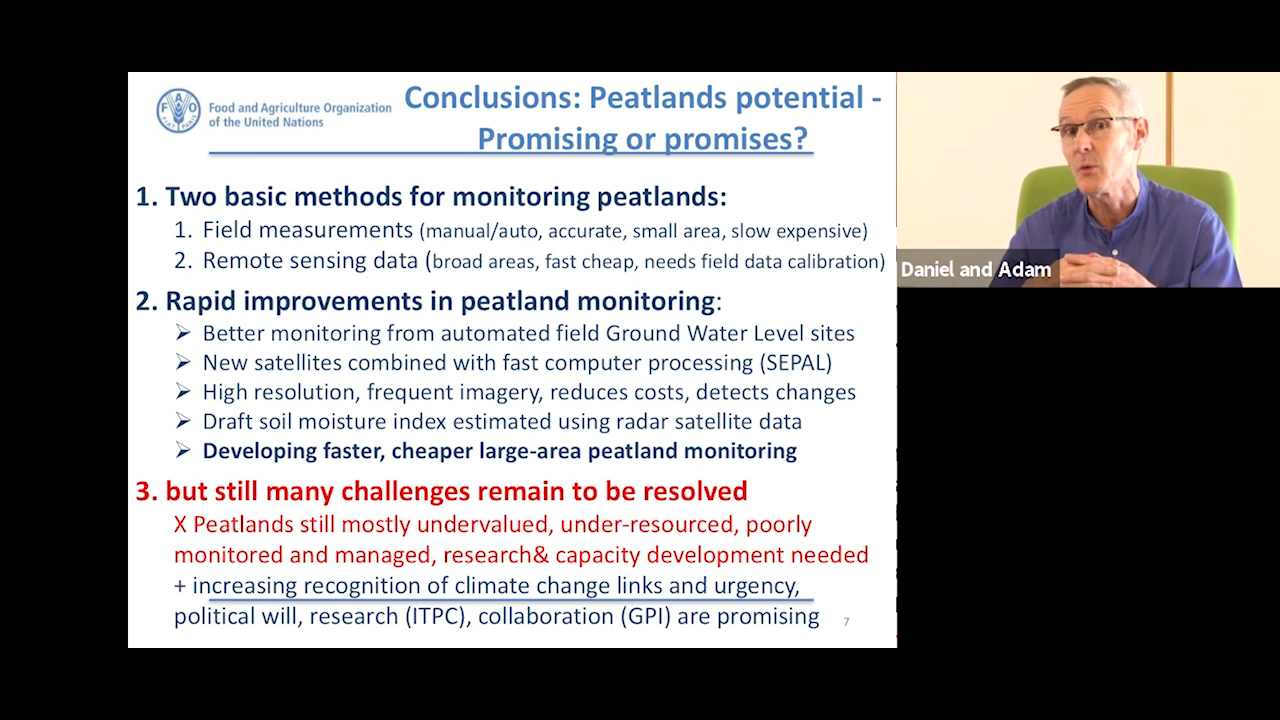 FAO
FIAT PANIS
Food and Agriculture Organization
of the United Nations
Conclusions: Peatlands potential -
Promising or promises?
1. Two basic methods for monitoring peatlands:
1. Field measurements (manual/auto, accurate, small area, slow expensive)
2. Remote sensing data (broad areas, fast cheap, needs field data calibration)
2. Rapid improvements in peatland monitoring:
➢ Better monitoring from automated field Ground Water Level sites
➢ New satellites combined with fast computer processing (SEPAL)
➢ High resolution, frequent imagery, reduces costs, detects changes
➢ Draft soil moisture index estimated using radar satellite data
➢ Developing faster, cheaper large-area peatland monitoring
3. but still many challenges remain to be resolved
X Peatlands still mostly undervalued, under-resourced, poorly
monitored and managed, research& capacity development needed
+ increasing recognition of climate change links and urgency,
political will, research (ITPC), collaboration (GPI) are promising
7
Daniel and Adam